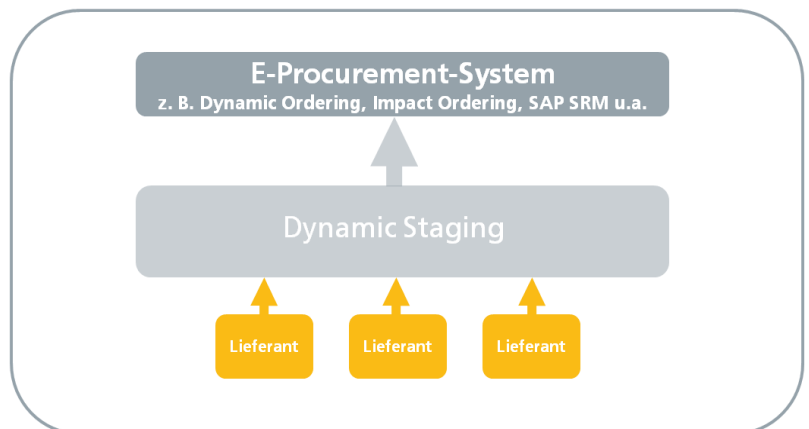 E-Procurement-System
z. B. Dynamic Ordering, Impact Ordering, SAP SRM u.a.
Dynamic Staging
Lieferant
Lieferant
Lieferant